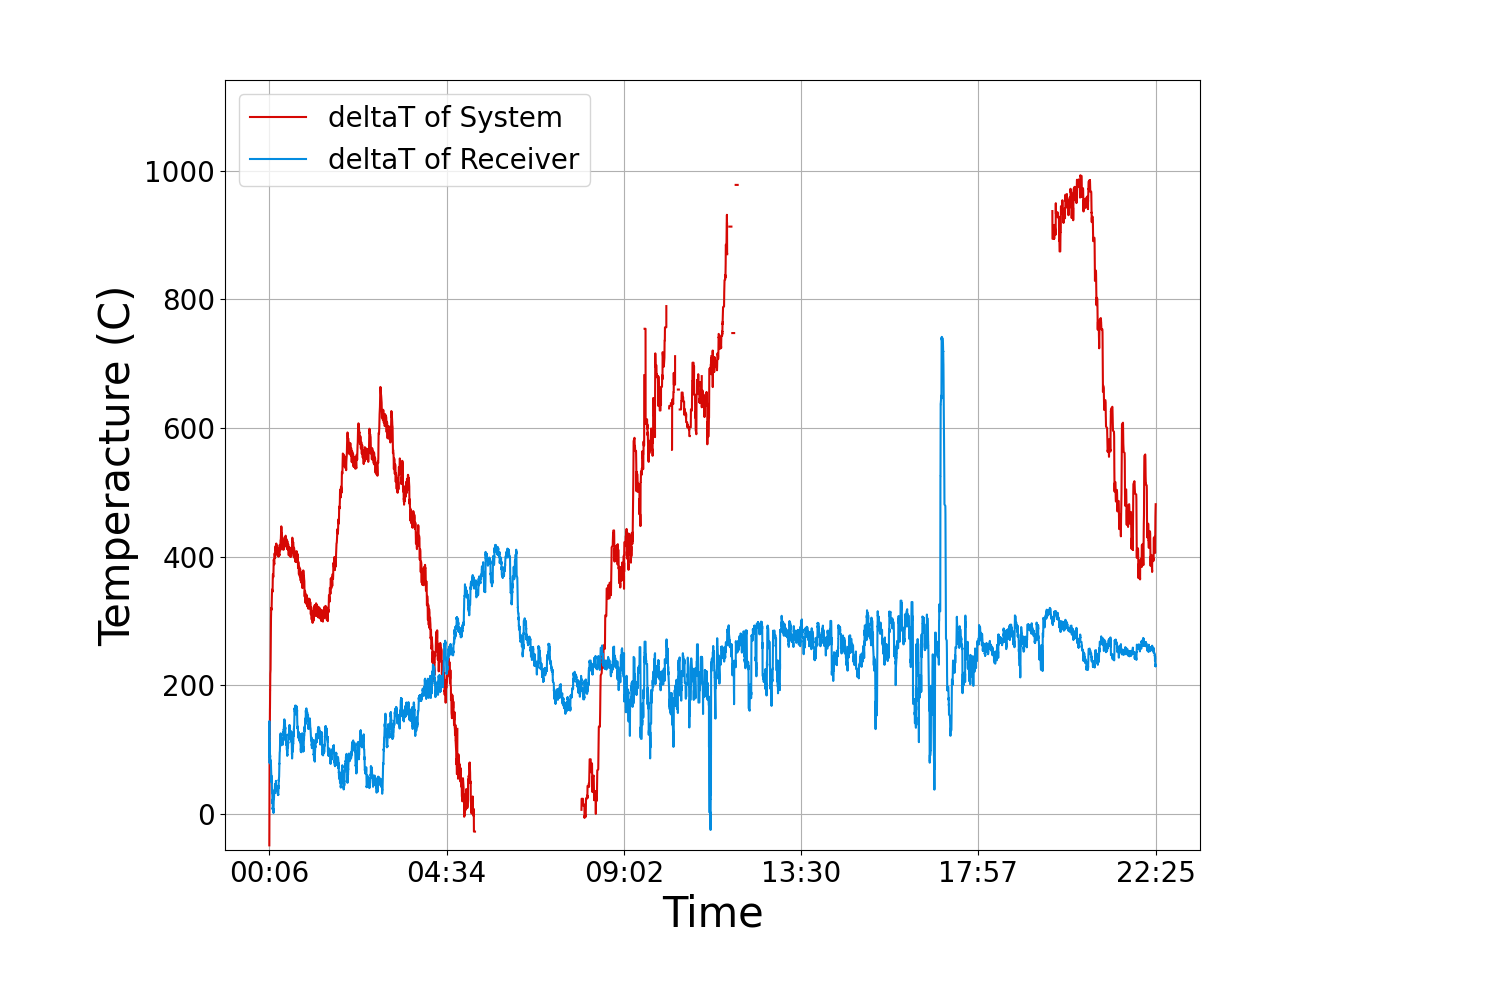 deltaT of System
deltaT of Receiver
1000
800
600
400
200
0
Temperacture (C)
00:06 04:34 09:02 13:30 17:57 22:25
Time